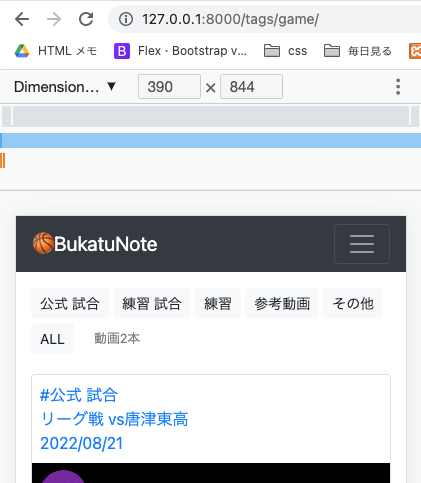 127.0.0.1:8000/tags/game/
HTML メモ Flex · Bootstrap v... css 毎日見る
Dimension... ▼ 390 × 844
BukatuNote
公式 試合 練習 試合 練習 参考動画 その他
ALL 動画2本
#公式 試合
リーグ戦 vs唐津東高
2022/08/21